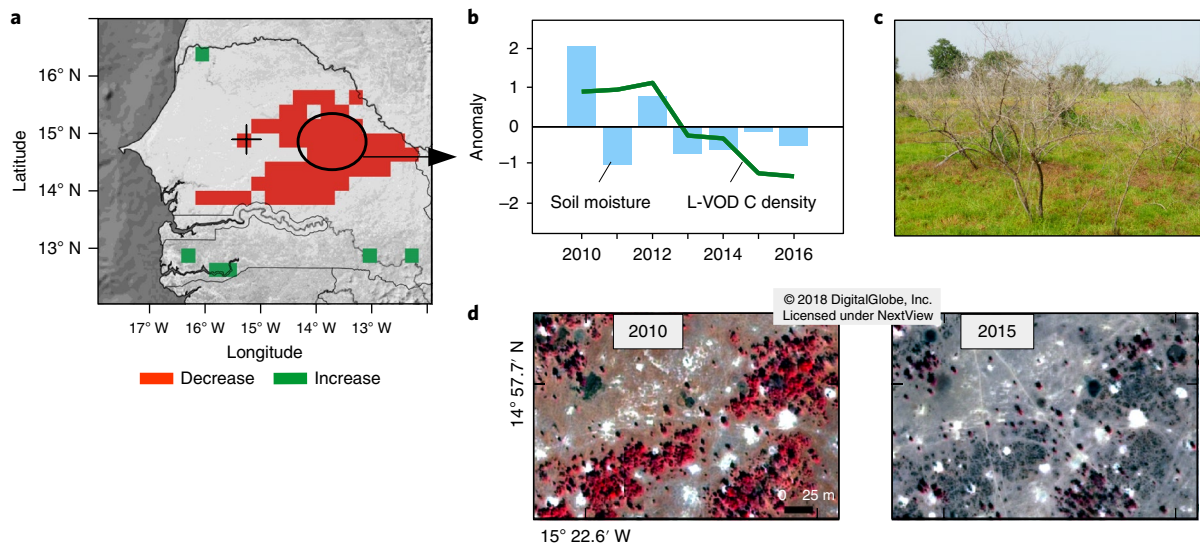 a
16° N
15° N
14° N
13° N
Latitude
17° W 16° W 15° W 14° W 13° W
Longitude
Decrease Increase
b
2
1
0
–1
–2
Anomaly
Soil moisture L-VOD C density
2010 2012 2014 2016
c
© 2018 DigitalGlobe, Inc.
Licensed under NextView
d
2010
14° 57.7′ N
0 25 m
15° 22.6′ W
2015